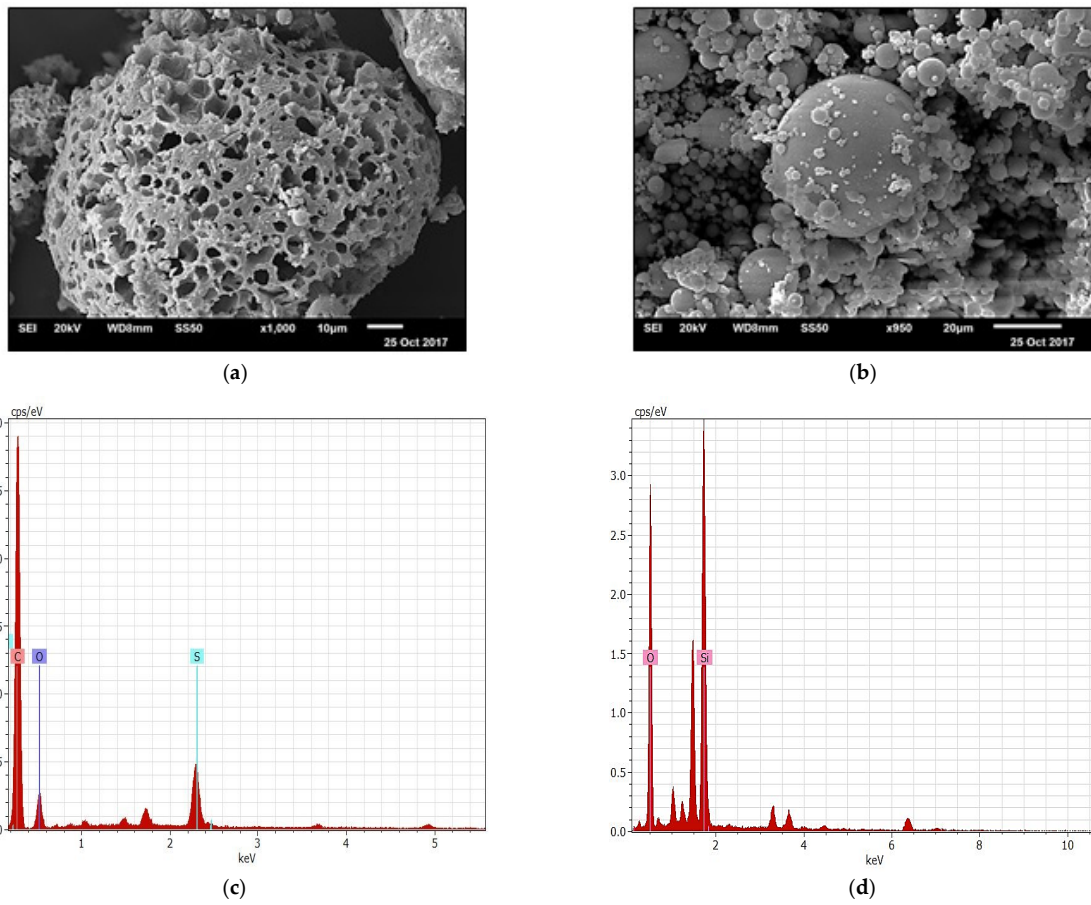 SEI 20kV WD8mm SS50 x1,000 10µm
25 Oct 2017
SEI 20kV WD8mm SS50 x950 20µm
25 Oct 2017
(a)
(b)
cps/eV
C O S
1 2 3 4 5
keV
(c)
cps/eV
3.0
2.5
2.0
1.5
1.0
0.5
0.0
O Si
2 4 6 8 10
keV
(d)